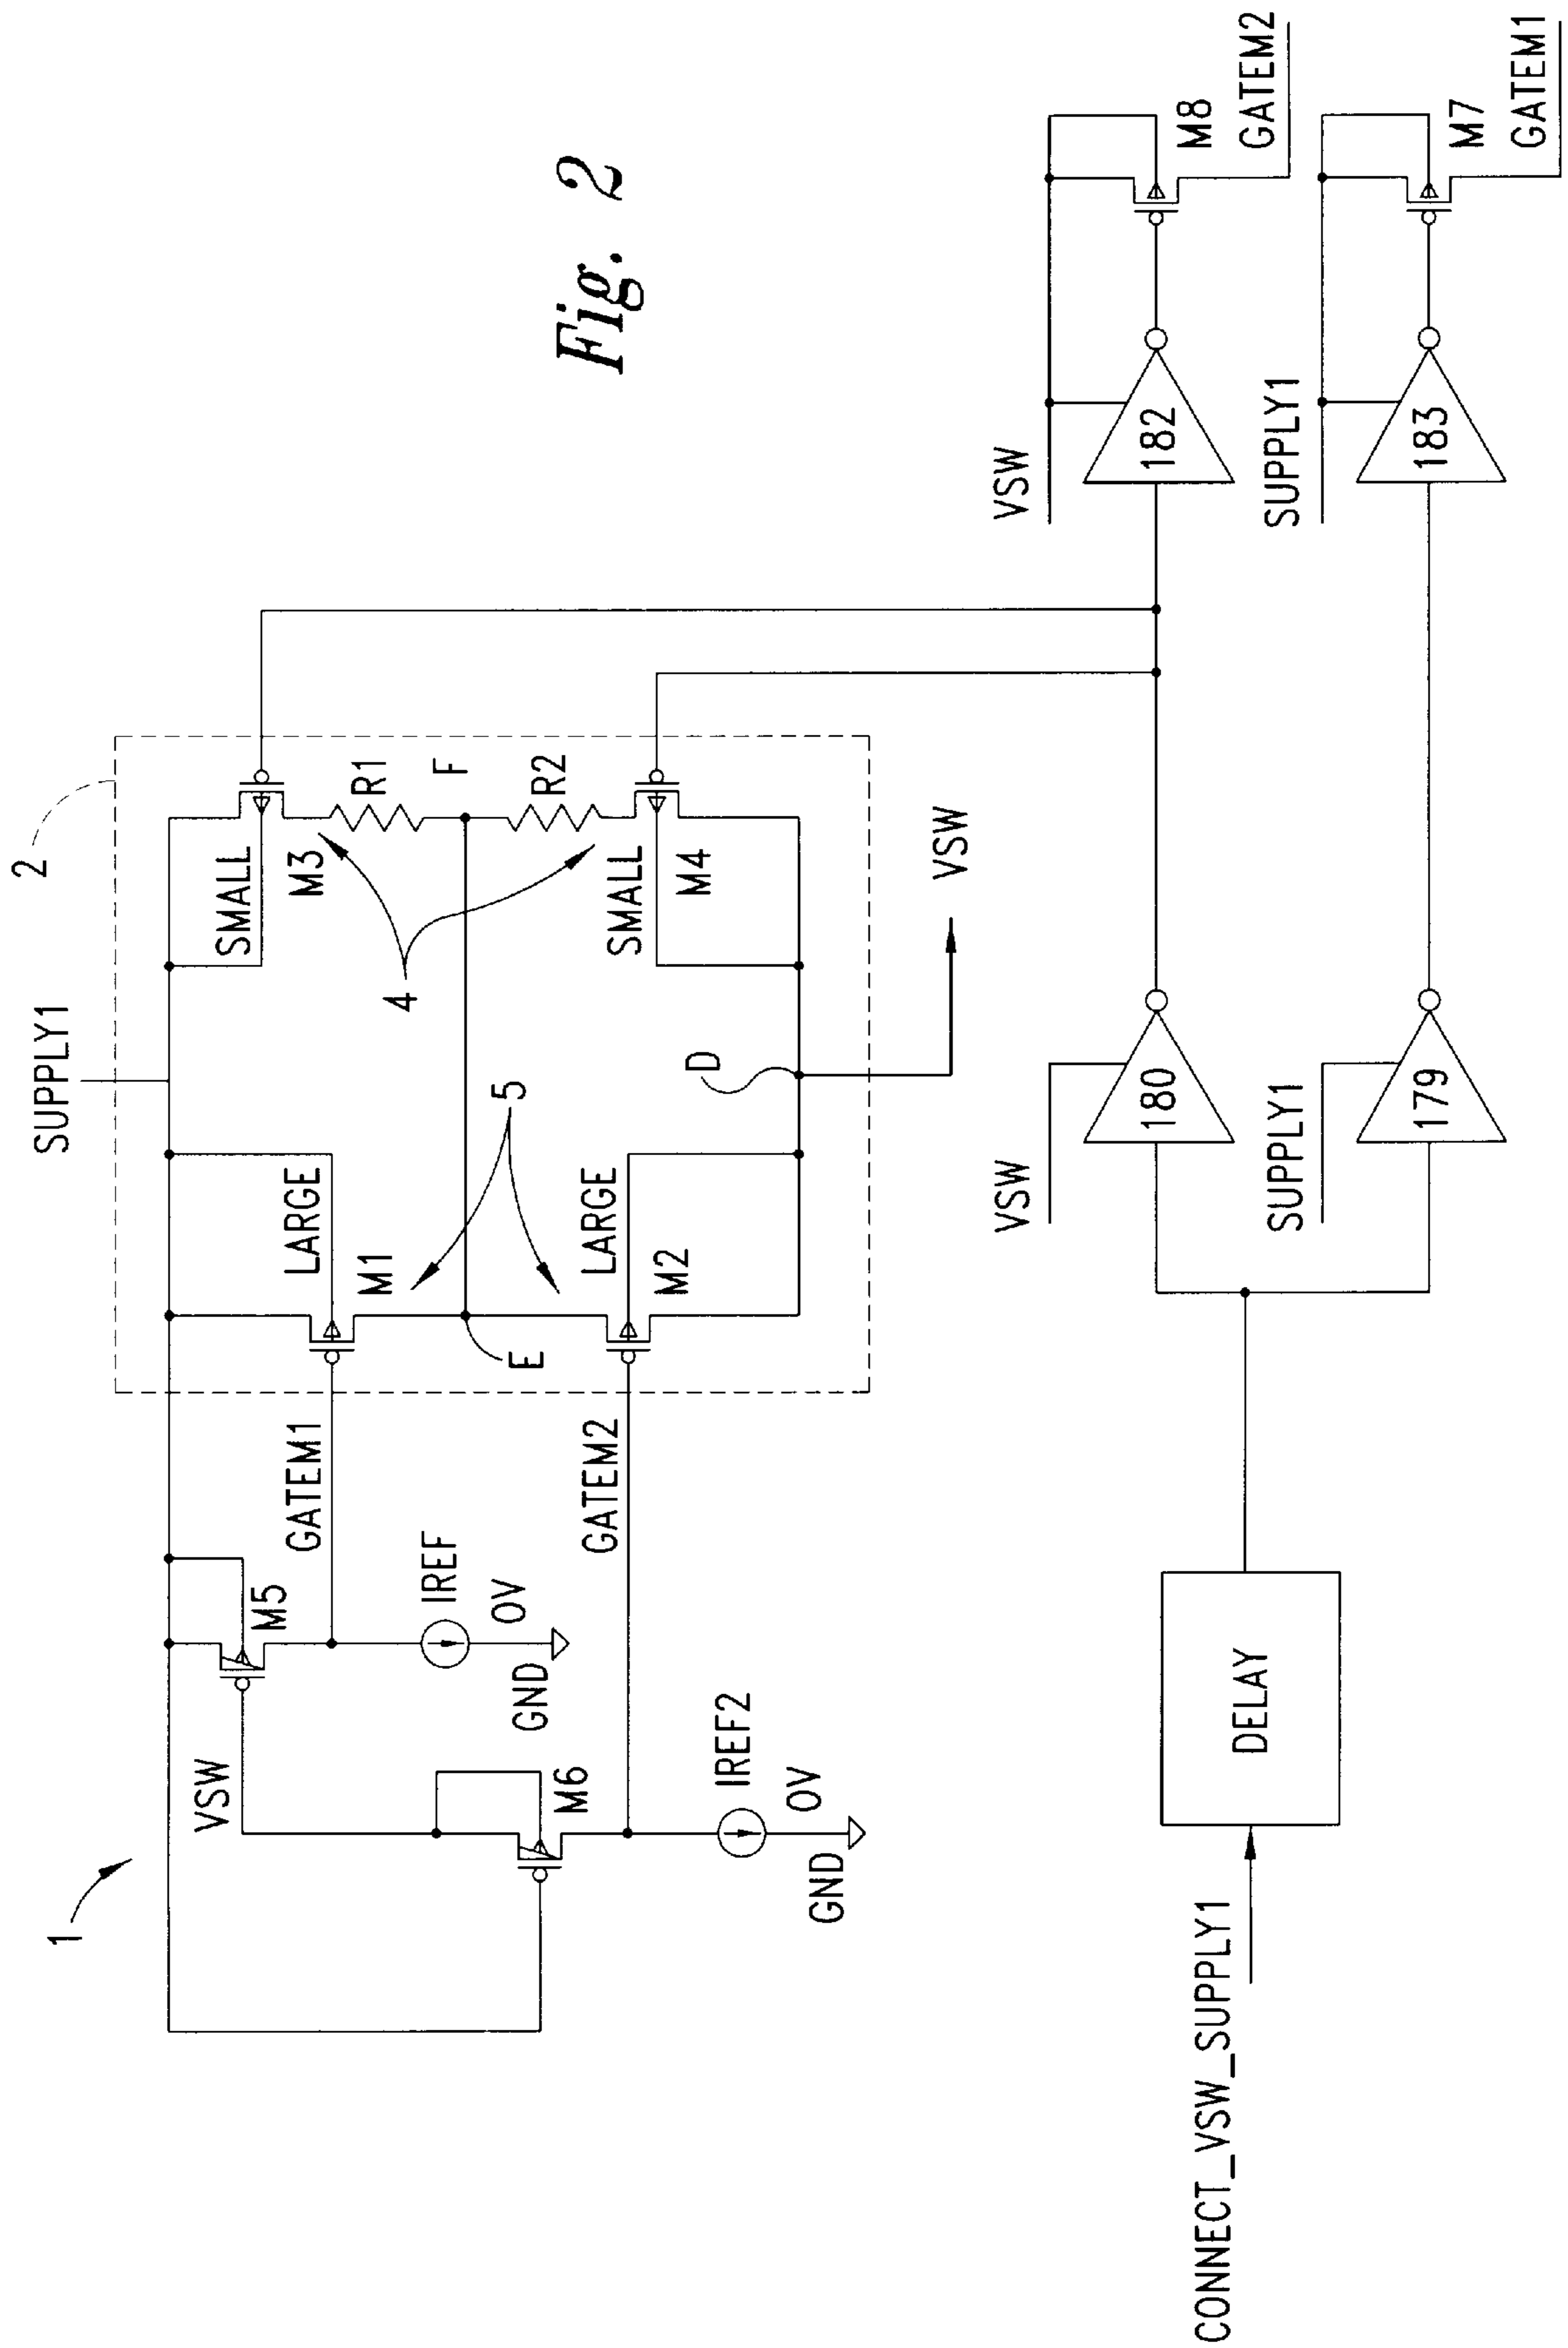 Fig. 2
1
2
SUPPLY1
VSW
M5
GATEM1
IREF
0V
GND
M6
GATEM2
IREF2
0V
GND
LARGE
M1
E
5
LARGE
M2
SMALL
M3
R1
F
4
R2
SMALL
M4
D
VSW
CONNECT_VSW_SUPPLY1
DELAY
VSW
180
VSW
182
M8
GATEM2
SUPPLY1
179
SUPPLY1
183
M7
GATEM1